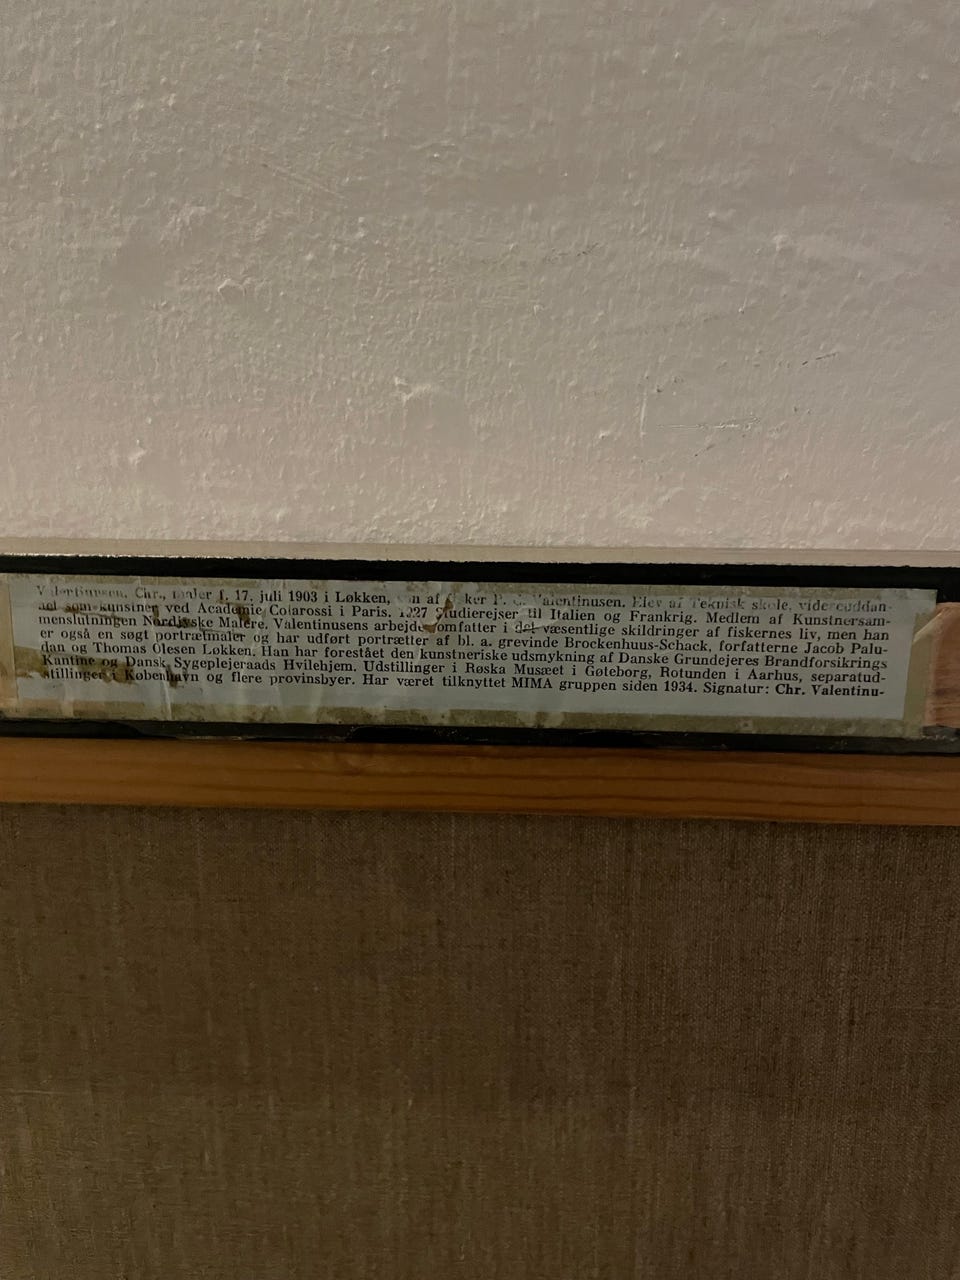 Valentinusen, Chr., maler f. 17. juli 1903 i Løkken, af Valentinusen. Elev af Teknisk skole, videreuddan-
net som kunstner ved Academie Colarossi i Paris. 1927 Studierejser til Italien og Frankrig. Medlem af Kunstnersam-
menslutningen Nordjyske Malere. Valentinusens arbejde omfatter i det væsentlige skildringer af fiskernes liv, men han
er også en søgt portrætmaler og har udført portrætter af bl. a. grevinde Brockenhuus-Schack, forfatterne Jacob Palu-
dan og Thomas Olesen Løkken. Han har forestået den kunstneriske udsmykning af Danske Grundejeres Brandforsikrings
Kantine og Dansk Sygeplejeraads Hvilehjem. Udstillinger i Røska Musæet i Gøteborg, Rotunden i Aarhus, separatud-
stillinger i København og flere provinsbyer. Har været tilknyttet MIMA gruppen siden 1934. Signatur: Chr. Valentinu-